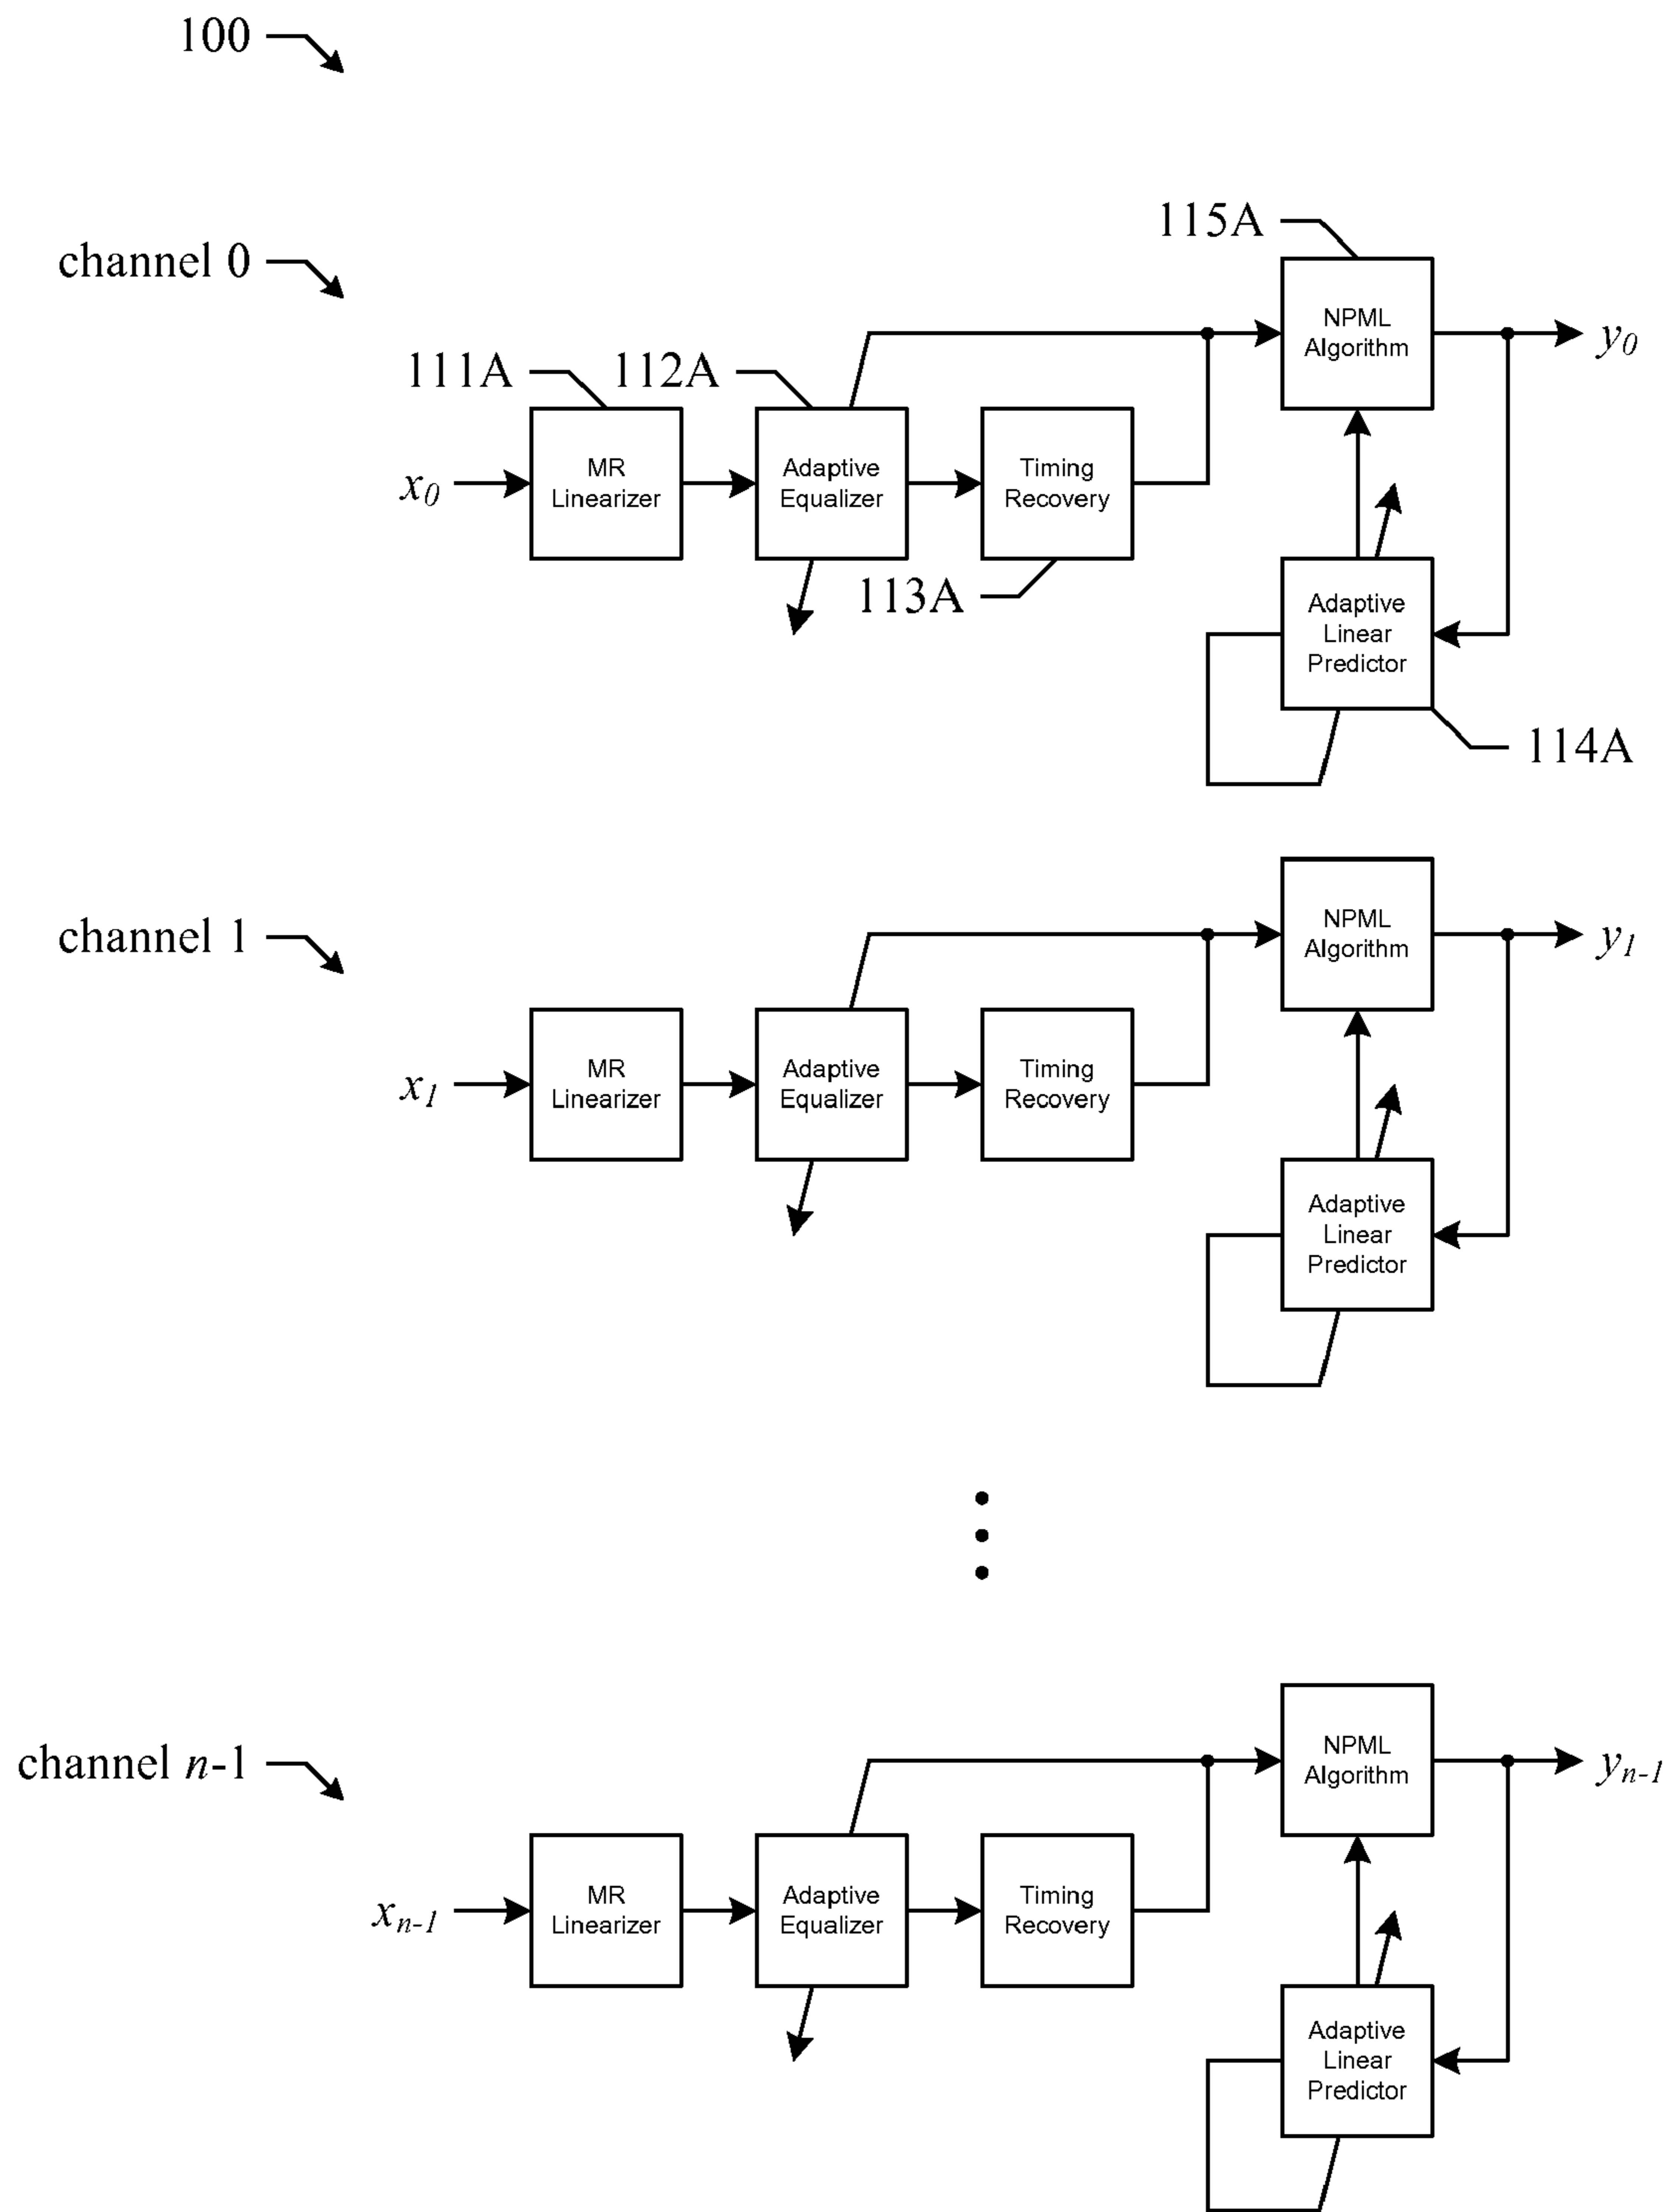 100
115A
channel 0
NPML
Algorithm
y0
111A
112A
x0
MR
Linearizer
Adaptive
Equalizer
Timing
Recovery
113A
Adaptive
Linear
Predictor
114A
channel 1
NPML
Algorithm
y1
x1
MR
Linearizer
Adaptive
Equalizer
Timing
Recovery
Adaptive
Linear
Predictor
channel n-1
NPML
Algorithm
yn-1
xn-1
MR
Linearizer
Adaptive
Equalizer
Timing
Recovery
Adaptive
Linear
Predictor